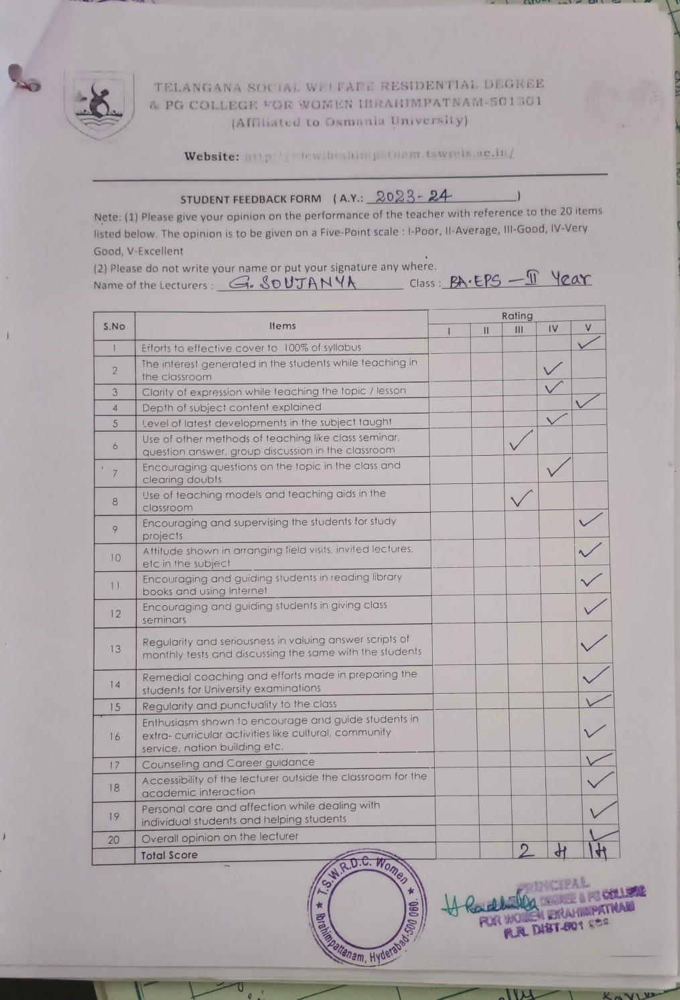 TELANGANA SOCIAL WELFARE RESIDENTIAL DEGREE
& PG COLLEGE FOR WOMEN IBRAHIMPATNAM-501301
(Affiliated to Osmania University)
Website: http://rdcwibrahimpatnam.tswreis.ac.in/
STUDENT FEEDBACK FORM ( A.Y.: 2023-24 )
Note: (1) Please give your opinion on the performance of the teacher with reference to the 20 items
listed below. The opinion is to be given on a Five-Point scale : I-Poor, II-Average, III-Good, IV-Very
Good, V-Excellent
(2) Please do not write your name or put your signature any where.
Name of the Lecturers : G. SOUJANYA Class : BA.EPS - II Year
S.No Items Rating
I II III IV V
1 Efforts to effective cover to 100% of syllabus ✓
2 The interest generated in the students while teaching in
the classroom ✓
3 Clarity of expression while teaching the topic / lesson ✓
4 Depth of subject content explained ✓
5 Level of latest developments in the subject taught ✓
6 Use of other methods of teaching like class seminar,
question answer, group discussion in the classroom ✓
7 Encouraging questions on the topic in the class and
clearing doubts ✓
8 Use of teaching models and teaching aids in the
classroom ✓
9 Encouraging and supervising the students for study
projects ✓
10 Attitude shown in arranging field visits, invited lectures,
etc in the subject ✓
11 Encouraging and guiding students in reading library
books and using Internet ✓
12 Encouraging and guiding students in giving class
seminars ✓
13 Regularity and seriousness in valuing answer scripts of
monthly tests and discussing the same with the students ✓
14 Remedial coaching and efforts made in preparing the
students for University examinations ✓
15 Regularity and punctuality to the class ✓
16 Enthusiasm shown to encourage and guide students in
extra- curricular activities like cultural, community
service, nation building etc. ✓
17 Counseling and Career guidance ✓
18 Accessibility of the lecturer outside the classroom for the
academic interaction ✓
19 Personal care and affection while dealing with
individual students and helping students ✓
20 Overall opinion on the lecturer ✓
Total Score 2 4 14
T.S.W.R.D.C. Women
Ibrahimpattanam, Hyderabad-500 060.
PRINCIPAL
DEGREE & PG COLLEGE
FOR WOMEN IBRAHIMPATNAM
R.R. DIST-501